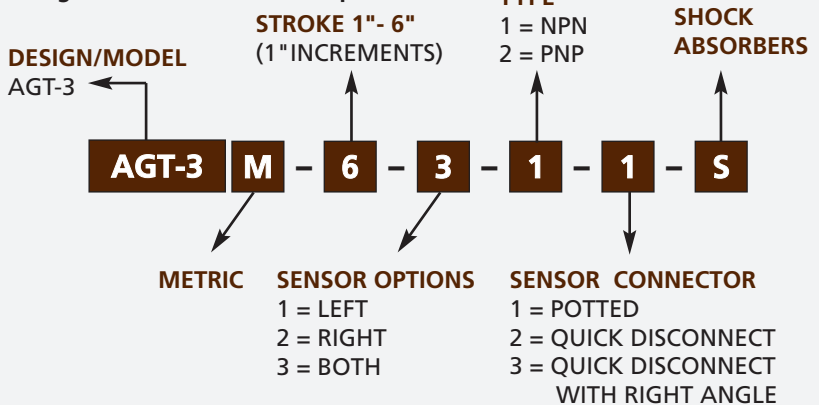 STROKE 1"- 6"
(1"INCREMENTS)
TYPE
1 = NPN
2 = PNP
SHOCK
ABSORBERS
DESIGN/MODEL
AGT-3
AGT-3 M - 6 - 3 - 1 - 1 - S
METRIC
SENSOR OPTIONS
1 = LEFT
2 = RIGHT
3 = BOTH
SENSOR CONNECTOR
1 = POTTED
2 = QUICK DISCONNECT
3 = QUICK DISCONNECT
WITH RIGHT ANGLE